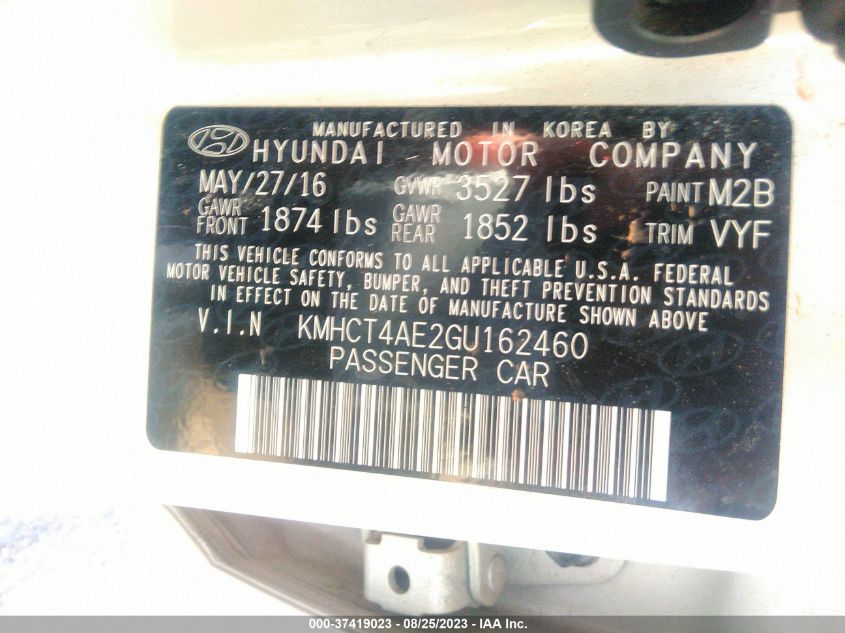 MANUFACTURED IN KOREA BY
HYUNDAI MOTOR COMPANY
MAY/27/16 GVWR 3527 lbs PAINT M2B
GAWR FRONT 1874 lbs GAWR REAR 1852 lbs TRIM VYF
THIS VEHICLE CONFORMS TO ALL APPLICABLE U.S.A. FEDERAL
MOTOR VEHICLE SAFETY, BUMPER, AND THEFT PREVENTION STANDARDS
IN EFFECT ON THE DATE OF MANUFACTURE SHOWN ABOVE
V.I.N KMHCT4AE2GU162460
PASSENGER CAR
000-37419023 - 08/25/2023 - IAA Inc.